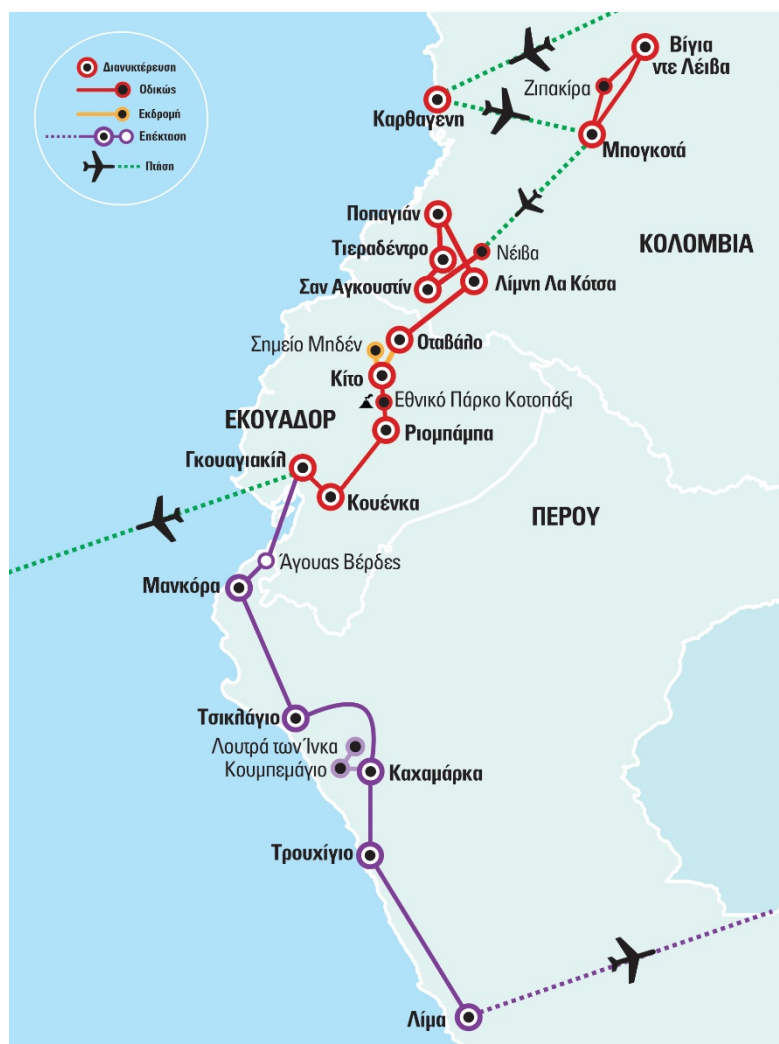 Διανυκτέρευση
Οδικώς
Εκδρομή
Επέκταση
Πτήση
Βίγια
ντε Λέιβα
Ζιπακίρα
Καρθαγένη
Μπογκοτά
Ποπαγιάν
ΚΟΛΟΜΒΙΑ
Τιεραδέντρο
Νέιβα
Σαν Αγκουστίν
Λίμνη Λα Κότσα
Οταβάλο
Σημείο Μηδέν
Κίτο
Εθνικό Πάρκο Κοτοπάξι
ΕΚΟΥΑΔΟΡ
Ριομπάμπα
Γκουαγιακίλ
Κουένκα
ΠΕΡΟΥ
Άγουας Βέρδες
Μανκόρα
Τσικλάγιο
Λουτρά των Ίνκα
Κουμπεμάγιο
Καχαμάρκα
Τρουχίγιο
Λίμα